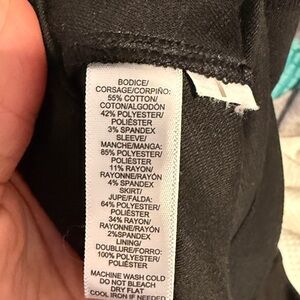 BODICE/
CORSAGE/CORPIÑO:
55% COTTON/
COTON/ALGODÓN
42% POLYESTER/
POLIÉSTER
3% SPANDEX
SLEEVE/
MANCHE/MANGA:
85% POLYESTER/
POLIÉSTER
11% RAYON/
RAYONNE/RAYÓN
4% SPANDEX
SKIRT/
JUPE/FALDA:
64% POLYESTER/
POLIÉSTER
34% RAYON/
RAYONNE/RAYÓN
2%SPANDEX
LINING/
DOUBLURE/FORRO:
100% POLYESTER/
POLIÉSTER
MACHINE WASH COLD
DO NOT BLEACH
DRY FLAT
COOL IRON IF NEEDED